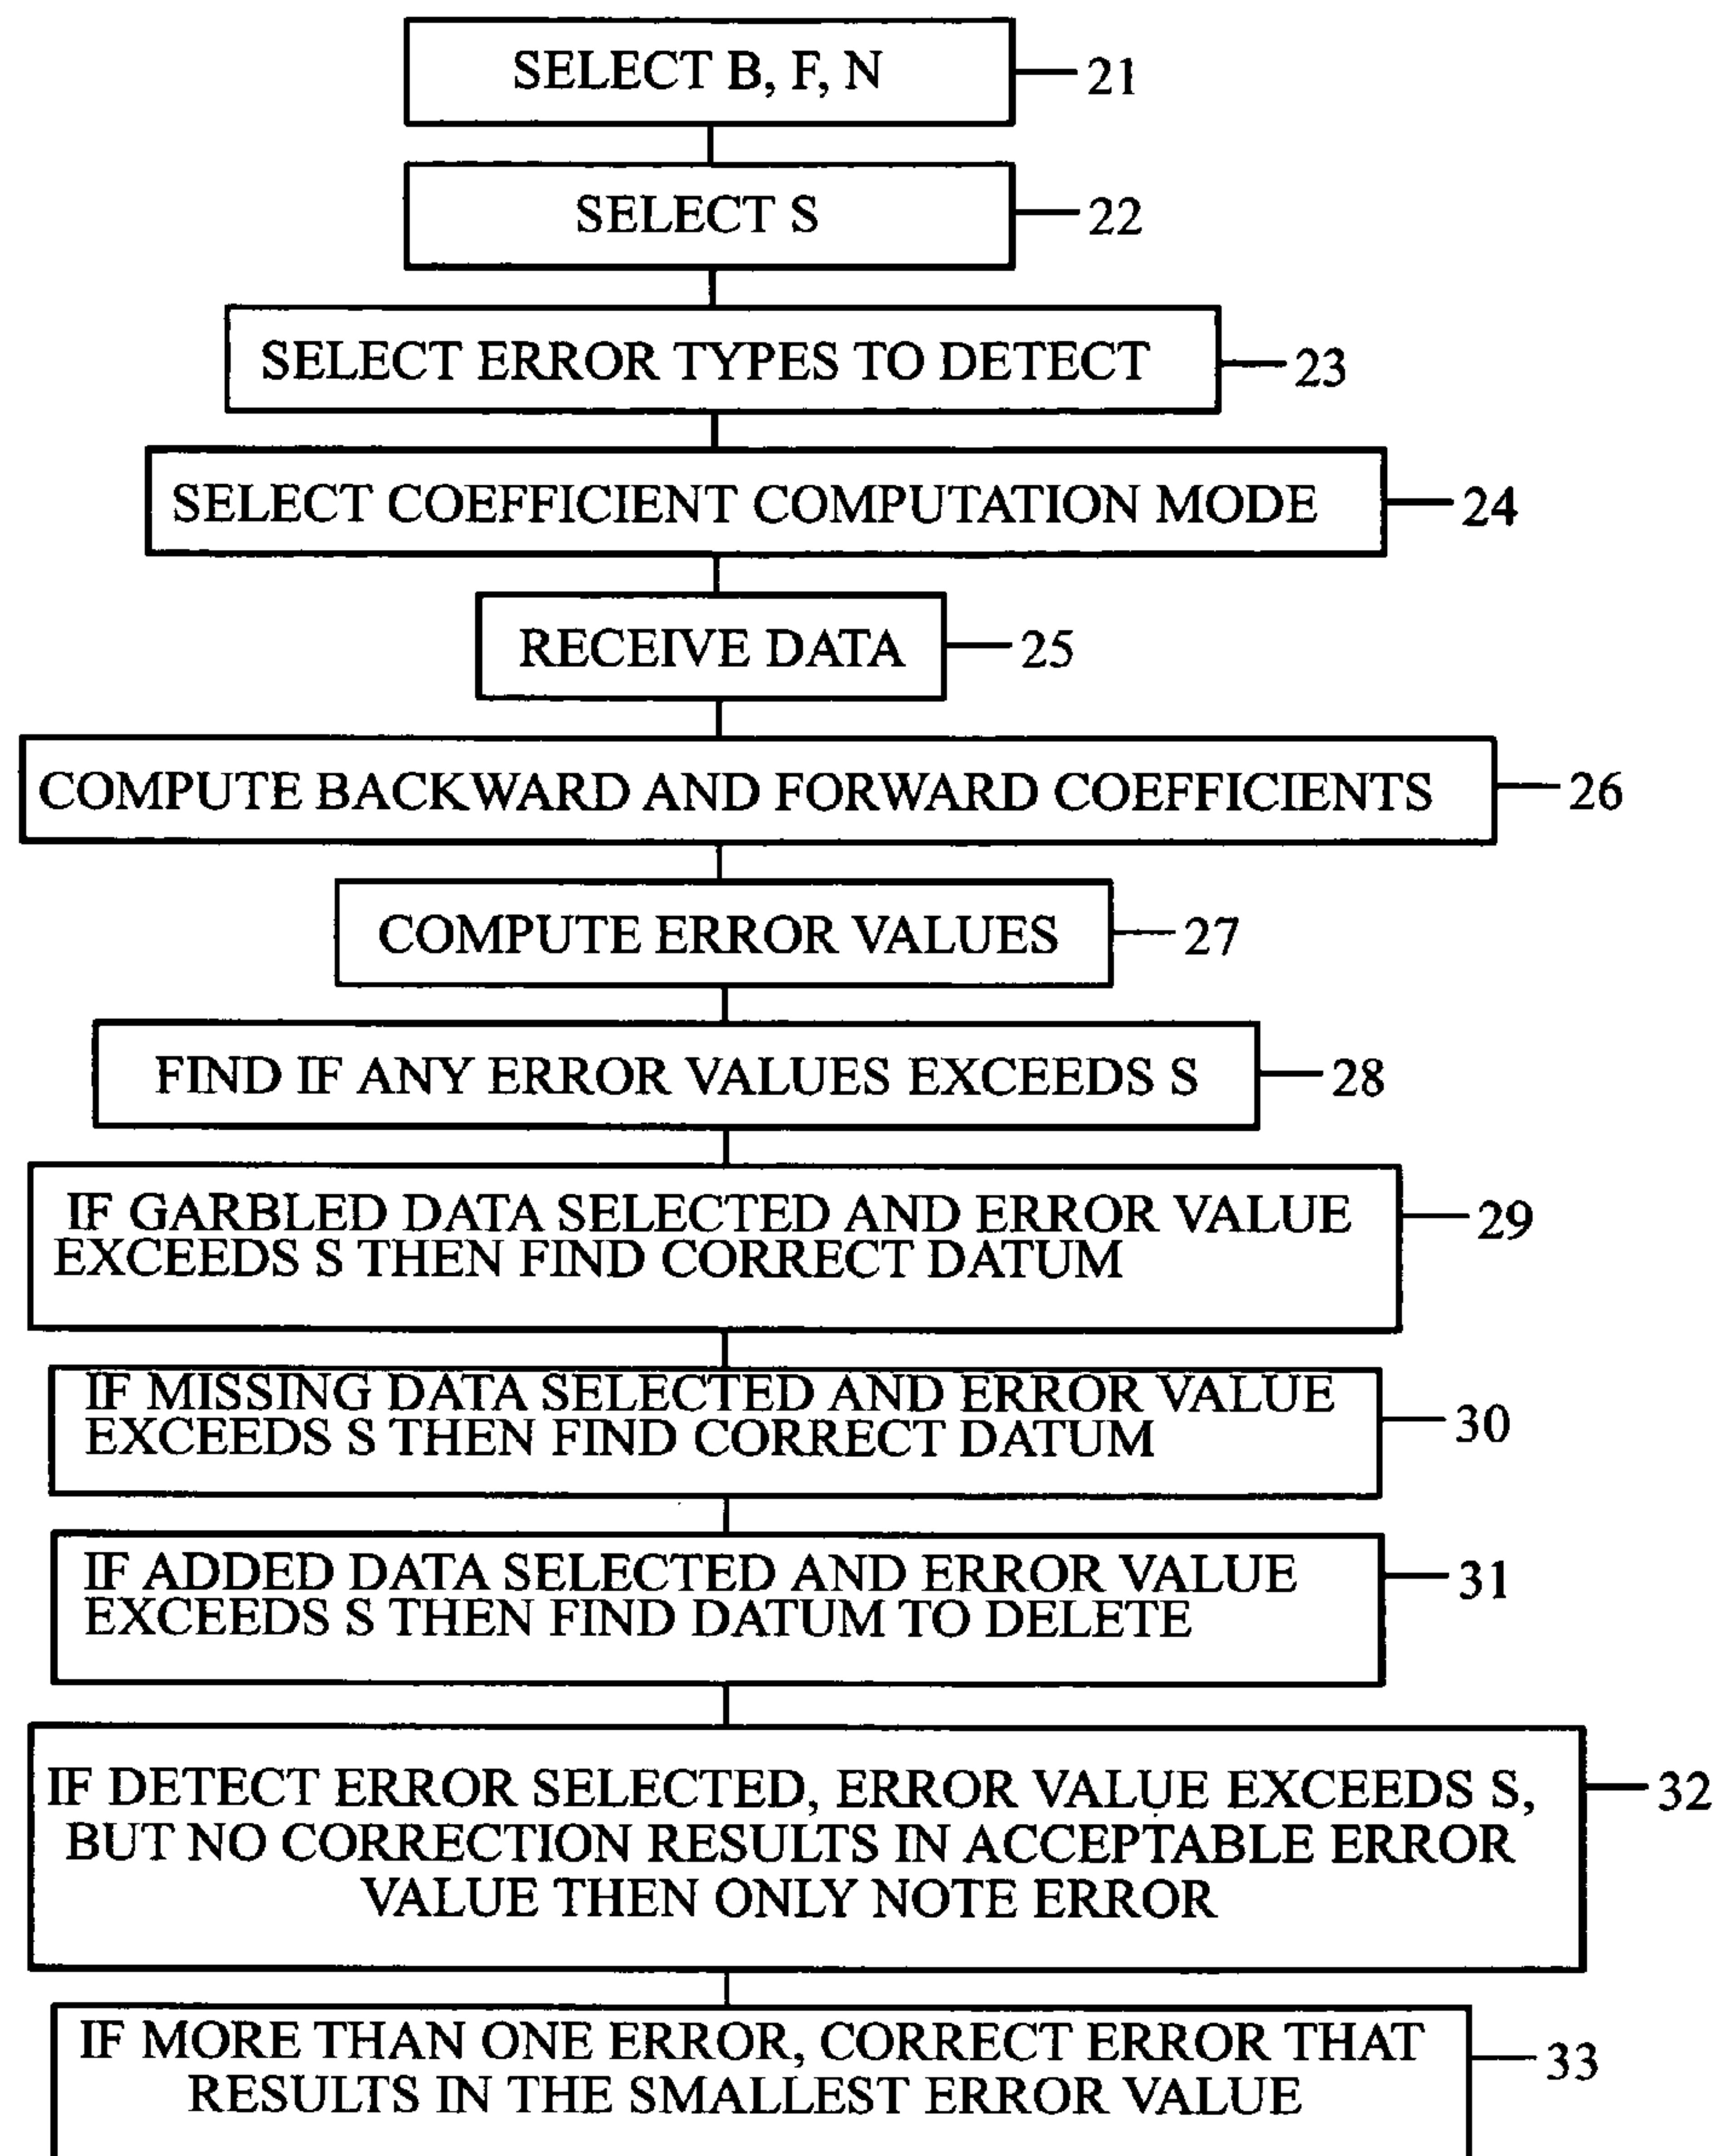 SELECT B, F, N
21
SELECT S
22
SELECT ERROR TYPES TO DETECT
23
SELECT COEFFICIENT COMPUTATION MODE
24
RECEIVE DATA
25
COMPUTE BACKWARD AND FORWARD COEFFICIENTS
26
COMPUTE ERROR VALUES
27
FIND IF ANY ERROR VALUES EXCEEDS S
28
IF GARBLED DATA SELECTED AND ERROR VALUE
EXCEEDS S THEN FIND CORRECT DATUM
29
IF MISSING DATA SELECTED AND ERROR VALUE
EXCEEDS S THEN FIND CORRECT DATUM
30
IF ADDED DATA SELECTED AND ERROR VALUE
EXCEEDS S THEN FIND DATUM TO DELETE
31
IF DETECT ERROR SELECTED, ERROR VALUE EXCEEDS S,
BUT NO CORRECTION RESULTS IN ACCEPTABLE ERROR
VALUE THEN ONLY NOTE ERROR
32
IF MORE THAN ONE ERROR, CORRECT ERROR THAT
RESULTS IN THE SMALLEST ERROR VALUE
33